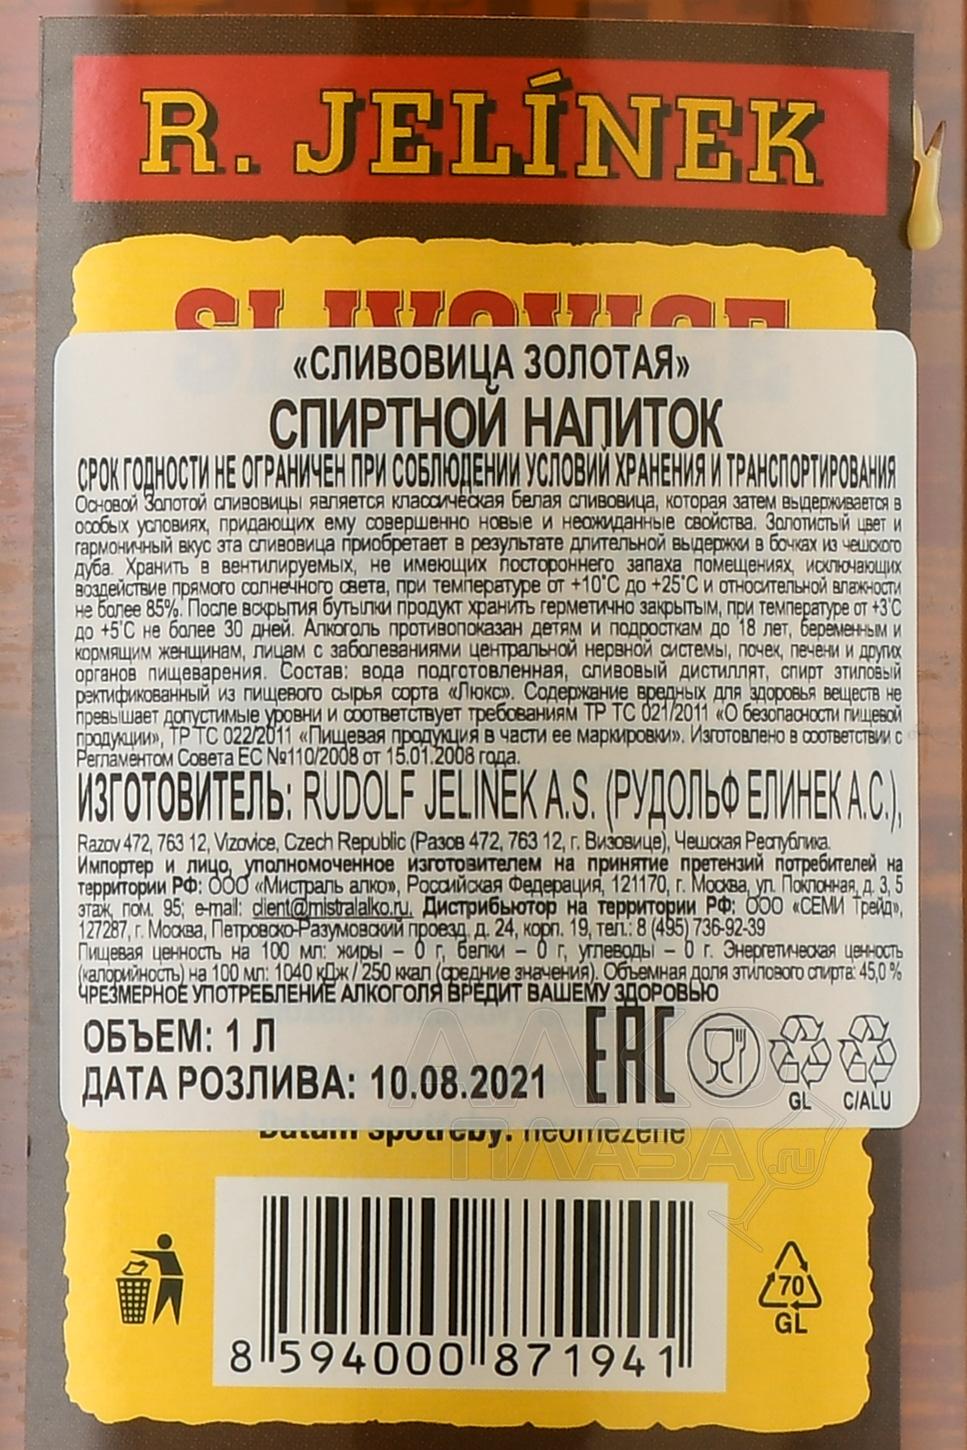 R. JELÍNEK
SLIVOVICE
«СЛИВОВИЦА ЗОЛОТАЯ»
СПИРТНОЙ НАПИТОК
СРОК ГОДНОСТИ НЕ ОГРАНИЧЕН ПРИ СОБЛЮДЕНИИ УСЛОВИЙ ХРАНЕНИЯ И ТРАНСПОРТИРОВАНИЯ
Основой Золотой сливовицы является классическая белая сливовица, которая затем выдерживается в
особых условиях, придающих ему совершенно новые и неожиданные свойства. Золотистый цвет и
гармоничный вкус эта сливовица приобретает в результате длительной выдержки в бочках из чешского
дуба. Хранить в вентилируемых, не имеющих постороннего запаха помещениях, исключающих
воздействие прямого солнечного света, при температуре от +10°С до +25°С и относительной влажности
не более 85%. После вскрытия бутылки продукт хранить герметично закрытым, при температуре от +3°С
до +5°С не более 30 дней. Алкоголь противопоказан детям и подросткам до 18 лет, беременным и
кормящим женщинам, лицам с заболеваниями центральной нервной системы, почек, печени и других
органов пищеварения. Состав: вода подготовленная, сливовый дистиллят, спирт этиловый
ректификованный из пищевого сырья сорта «Люкс». Содержание вредных для здоровья веществ не
превышает допустимые уровни и соответствует требованиям ТР ТС 021/2011 «О безопасности пищевой
продукции», ТР ТС 022/2011 «Пищевая продукция в части ее маркировки». Изготовлено в соответствии с
Регламентом Совета ЕС №110/2008 от 15.01.2008 года.
ИЗГОТОВИТЕЛЬ: RUDOLF JELINEK A.S. (РУДОЛЬФ ЕЛИНЕК А.С.),
Razov 472, 763 12, Vizovice, Czech Republic (Разов 472, 763 12, г. Визовице), Чешская Республика.
Импортер и лицо, уполномоченное изготовителем на принятие претензий потребителей на
территории РФ: ООО «Мистраль алко», Российская Федерация, 121170, г. Москва, ул. Поклонная, д. 3, 5
этаж, пом. 95; e-mail: client@mistralalko.ru. Дистрибьютор на территории РФ: ООО «СЕМИ Трейд»,
127287, г. Москва, Петровско-Разумовский проезд, д. 24, корп. 19, тел.: 8 (495) 736-92-39
Пищевая ценность на 100 мл: жиры – 0 г, белки – 0 г, углеводы – 0 г. Энергетическая ценность
(калорийность) на 100 мл: 1040 кДж / 250 ккал (средние значения). Объемная доля этилового спирта: 45,0 %
ЧРЕЗМЕРНОЕ УПОТРЕБЛЕНИЕ АЛКОГОЛЯ ВРЕДИТ ВАШЕМУ ЗДОРОВЬЮ
ОБЪЕМ: 1 Л
ДАТА РОЗЛИВА: 10.08.2021
EAC
GL
C/ALU
АЛКО
ПЛАЗА.ru
Datum spotřeby: neomezeně
8 594000 871941
70
GL